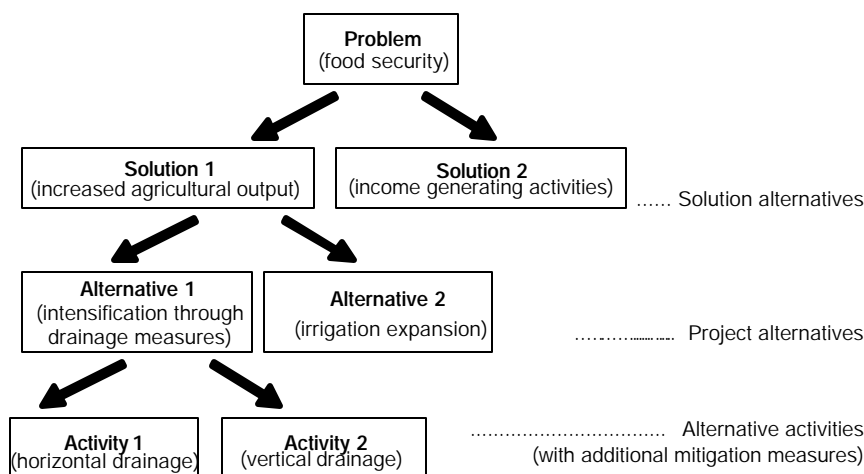 Problem
(food security)
Solution 1
(increased agricultural output)
Solution 2
(income generating activities)
...... Solution alternatives
Alternative 1
(intensification through
drainage measures)
Alternative 2
(irrigation expansion)
........................ Project alternatives
Activity 1
(horizontal drainage)
Activity 2
(vertical drainage)
.................................. Alternative activities
(with additional mitigation measures)